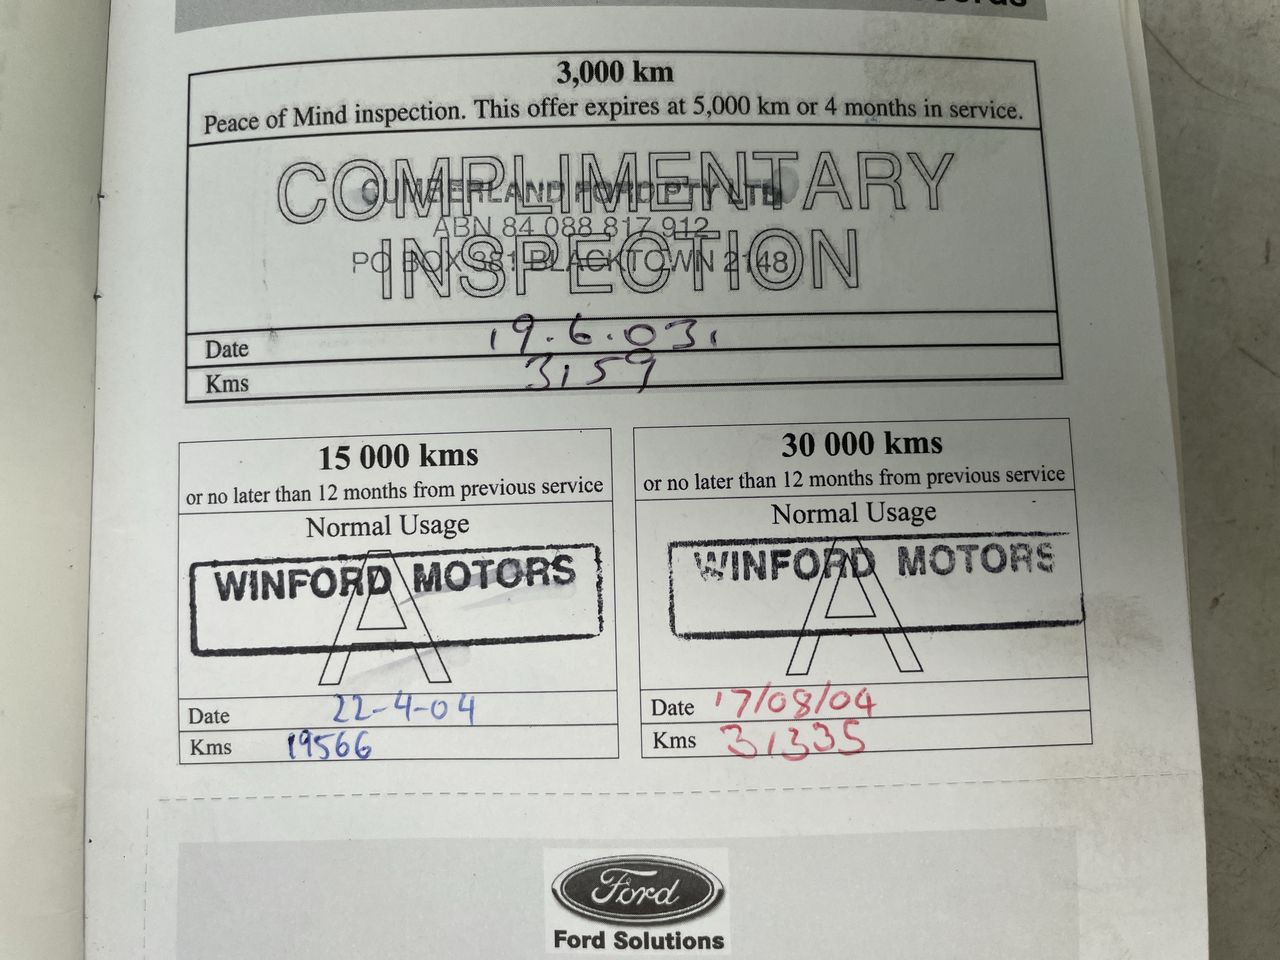 3,000 km
Peace of Mind inspection. This offer expires at 5,000 km or 4 months in service.
COMPLIMENTARY
CUMBERLAND FORD PTY LTD
ABN 84 088 817 912
INSPECTION
PO BOX 381 BLACKTOWN 2148
Date 19.6.03.
Kms 3159
15 000 kms
or no later than 12 months from previous service
Normal Usage
WINFORD MOTORS
A
Date 22-4-04
Kms 19566
30 000 kms
or no later than 12 months from previous service
Normal Usage
WINFORD MOTORS
A
Date 17/08/04
Kms 31335
Ford
Ford Solutions